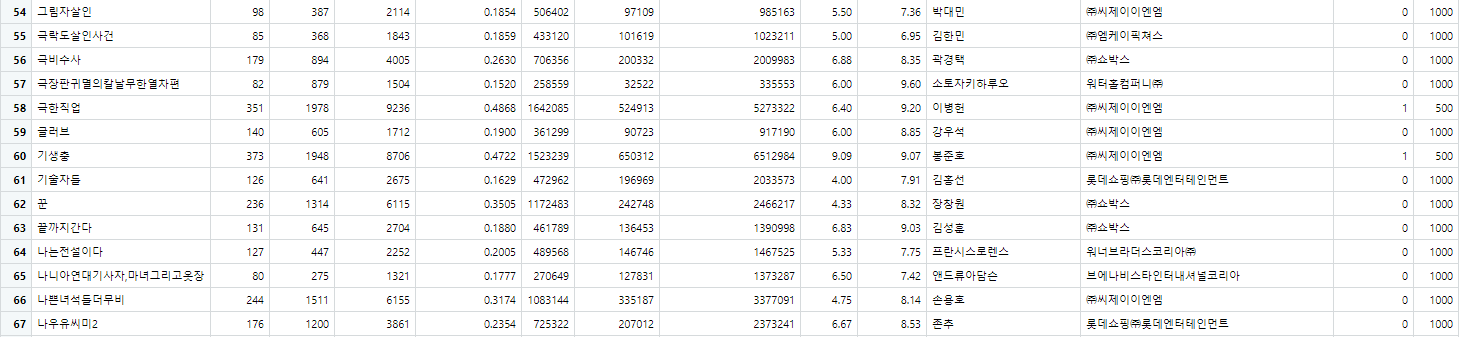 54 그림자살인 98 387 2114 0.1854 506402 97109 985163 5.50 7.36 박대민 ㈜씨제이이엔엠 0 1000
55 극락도살인사건 85 368 1843 0.1859 433120 101619 1023211 5.00 6.95 김한민 ㈜엠케이픽쳐스 0 1000
56 극비수사 179 894 4005 0.2630 706356 200332 2009983 6.88 8.35 곽경택 ㈜쇼박스 0 1000
57 극장판귀멸의칼날무한열차편 82 879 1504 0.1520 258559 32522 335553 6.00 9.60 소토자키하루오 워터홀컴퍼니㈜ 0 1000
58 극한직업 351 1978 9236 0.4868 1642085 524913 5273322 6.40 9.20 이병헌 ㈜씨제이이엔엠 1 500
59 글러브 140 605 1712 0.1900 361299 90723 917190 6.00 8.85 강우석 ㈜씨제이이엔엠 0 1000
60 기생충 373 1948 8706 0.4722 1523239 650312 6512984 9.09 9.07 봉준호 ㈜씨제이이엔엠 1 500
61 기술자들 126 641 2675 0.1629 472962 196969 2033573 4.00 7.91 김홍선 롯데쇼핑㈜롯데엔터테인먼트 0 1000
62 꾼 236 1314 6115 0.3505 1172483 242748 2466217 4.33 8.32 장창원 ㈜쇼박스 0 1000
63 끝까지간다 131 645 2704 0.1880 461789 136453 1390998 6.83 9.03 김성훈 ㈜쇼박스 0 1000
64 나는전설이다 127 447 2252 0.2005 489568 146746 1467525 5.33 7.75 프란시스로렌스 워너브라더스코리아㈜ 0 1000
65 나니아연대기사자,마녀그리고옷장 80 275 1321 0.1777 270649 127831 1373287 6.50 7.42 앤드류아담슨 브에나비스타인터내셔널코리아 0 1000
66 나쁜녀석들더무비 244 1511 6155 0.3174 1083144 335187 3377091 4.75 8.14 손용호 ㈜씨제이이엔엠 0 1000
67 나우유씨미2 176 1200 3861 0.2354 725322 207012 2373241 6.67 8.53 존추 롯데쇼핑㈜롯데엔터테인먼트 0 1000